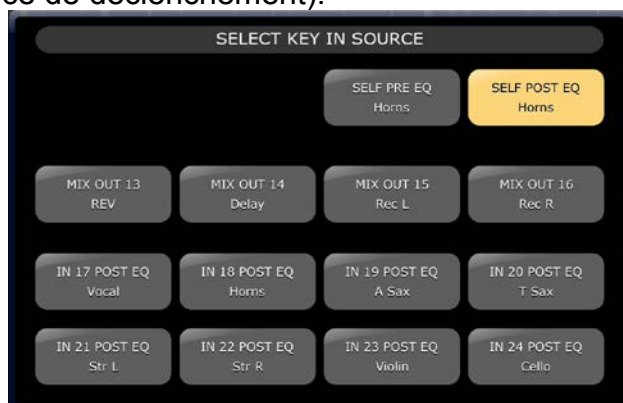 de déclenchement).
SELECT KEY IN SOURCE
SELF PRE EQ
Horns
SELF POST EQ
Horns
MIX OUT 13
REV
MIX OUT 14
Delay
MIX OUT 15
Rec L
MIX OUT 16
Rec R
IN 17 POST EQ
Vocal
IN 18 POST EQ
Horns
IN 19 POST EQ
A Sax
IN 20 POST EQ
T Sax
IN 21 POST EQ
Str L
IN 22 POST EQ
Str R
IN 23 POST EQ
Violin
IN 24 POST EQ
Cello